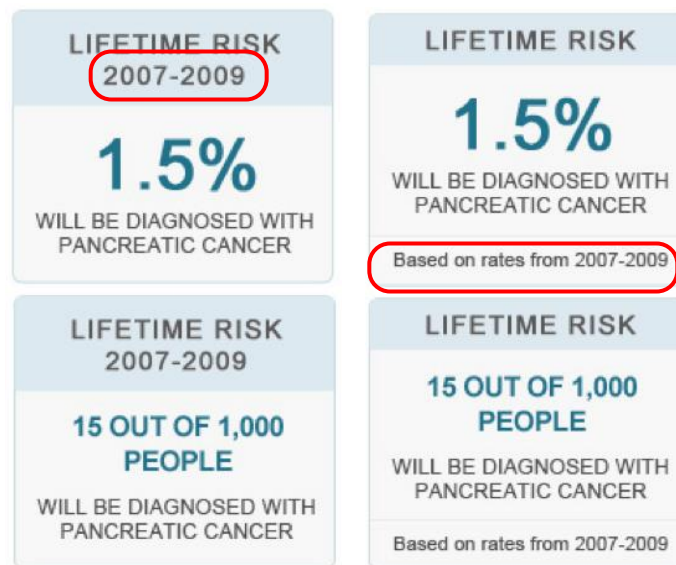 LIFETIME RISK
2007-2009
1.5%
WILL BE DIAGNOSED WITH
PANCREATIC CANCER
LIFETIME RISK
1.5%
WILL BE DIAGNOSED WITH
PANCREATIC CANCER
Based on rates from 2007-2009
LIFETIME RISK
2007-2009
15 OUT OF 1,000
PEOPLE
WILL BE DIAGNOSED WITH
PANCREATIC CANCER
LIFETIME RISK
15 OUT OF 1,000
PEOPLE
WILL BE DIAGNOSED WITH
PANCREATIC CANCER
Based on rates from 2007-2009